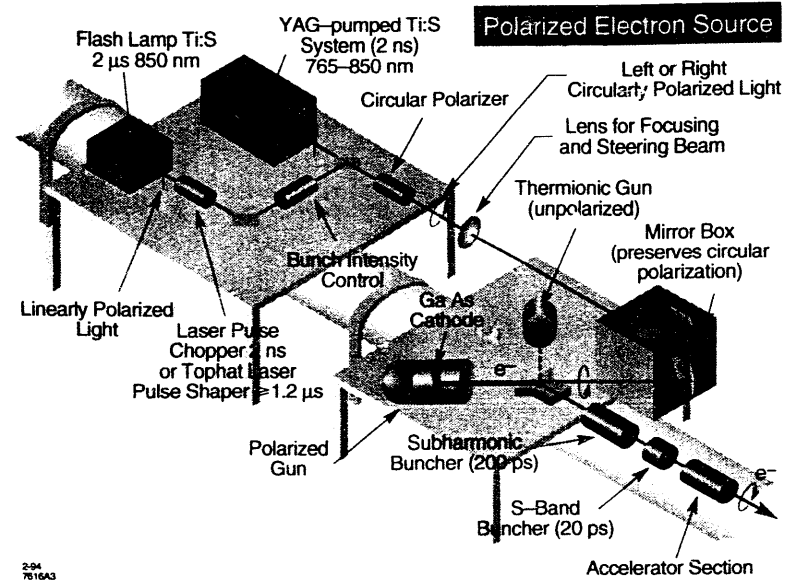 Polarized Electron Source
YAG–pumped Ti:S
System (2 ns)
765–850 nm
Flash Lamp Ti:S
2 µs 850 nm
Circular Polarizer
Left or Right
Circularly Polarized Light
Lens for Focusing
and Steering Beam
Thermionic Gun
(unpolarized)
Mirror Box
(preserves circular
polarization)
Bunch Intensity
Control
Linearly Polarized
Light
Laser Pulse
Chopper 2 ns
or Tophat Laser
Pulse Shaper >1.2 µs
Ga As
Cathode
e–
Polarized
Gun
Subharmonic
Buncher (200 ps)
S–Band
Buncher (20 ps)
e–
Accelerator Section
2-94
7616A3